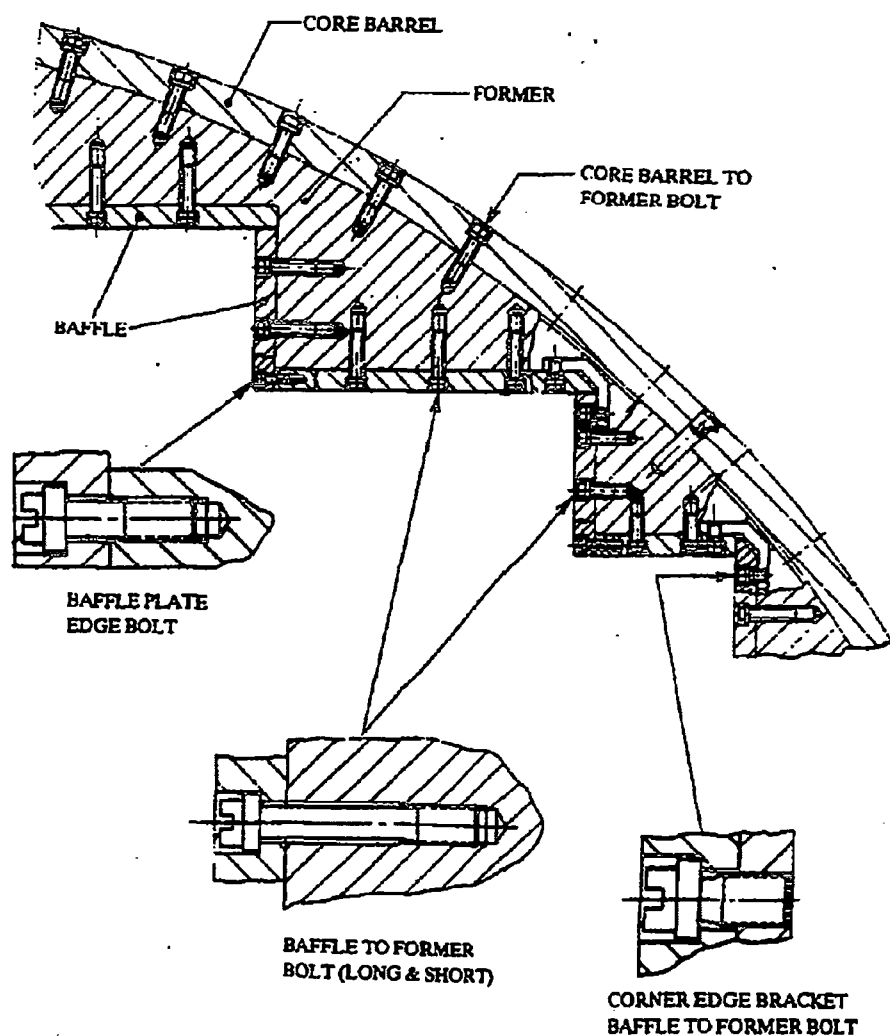 CORE BARREL
FORMER
CORE BARREL TO
FORMER BOLT
BAFFLE
BAFFLE PLATE
EDGE BOLT
BAFFLE TO FORMER
BOLT (LONG & SHORT)
CORNER EDGE BRACKET
BAFFLE TO FORMER BOLT